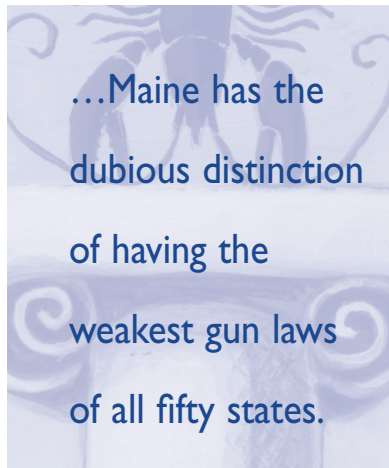 …Maine has the
dubious distinction
of having the
weakest gun laws
of all fifty states.